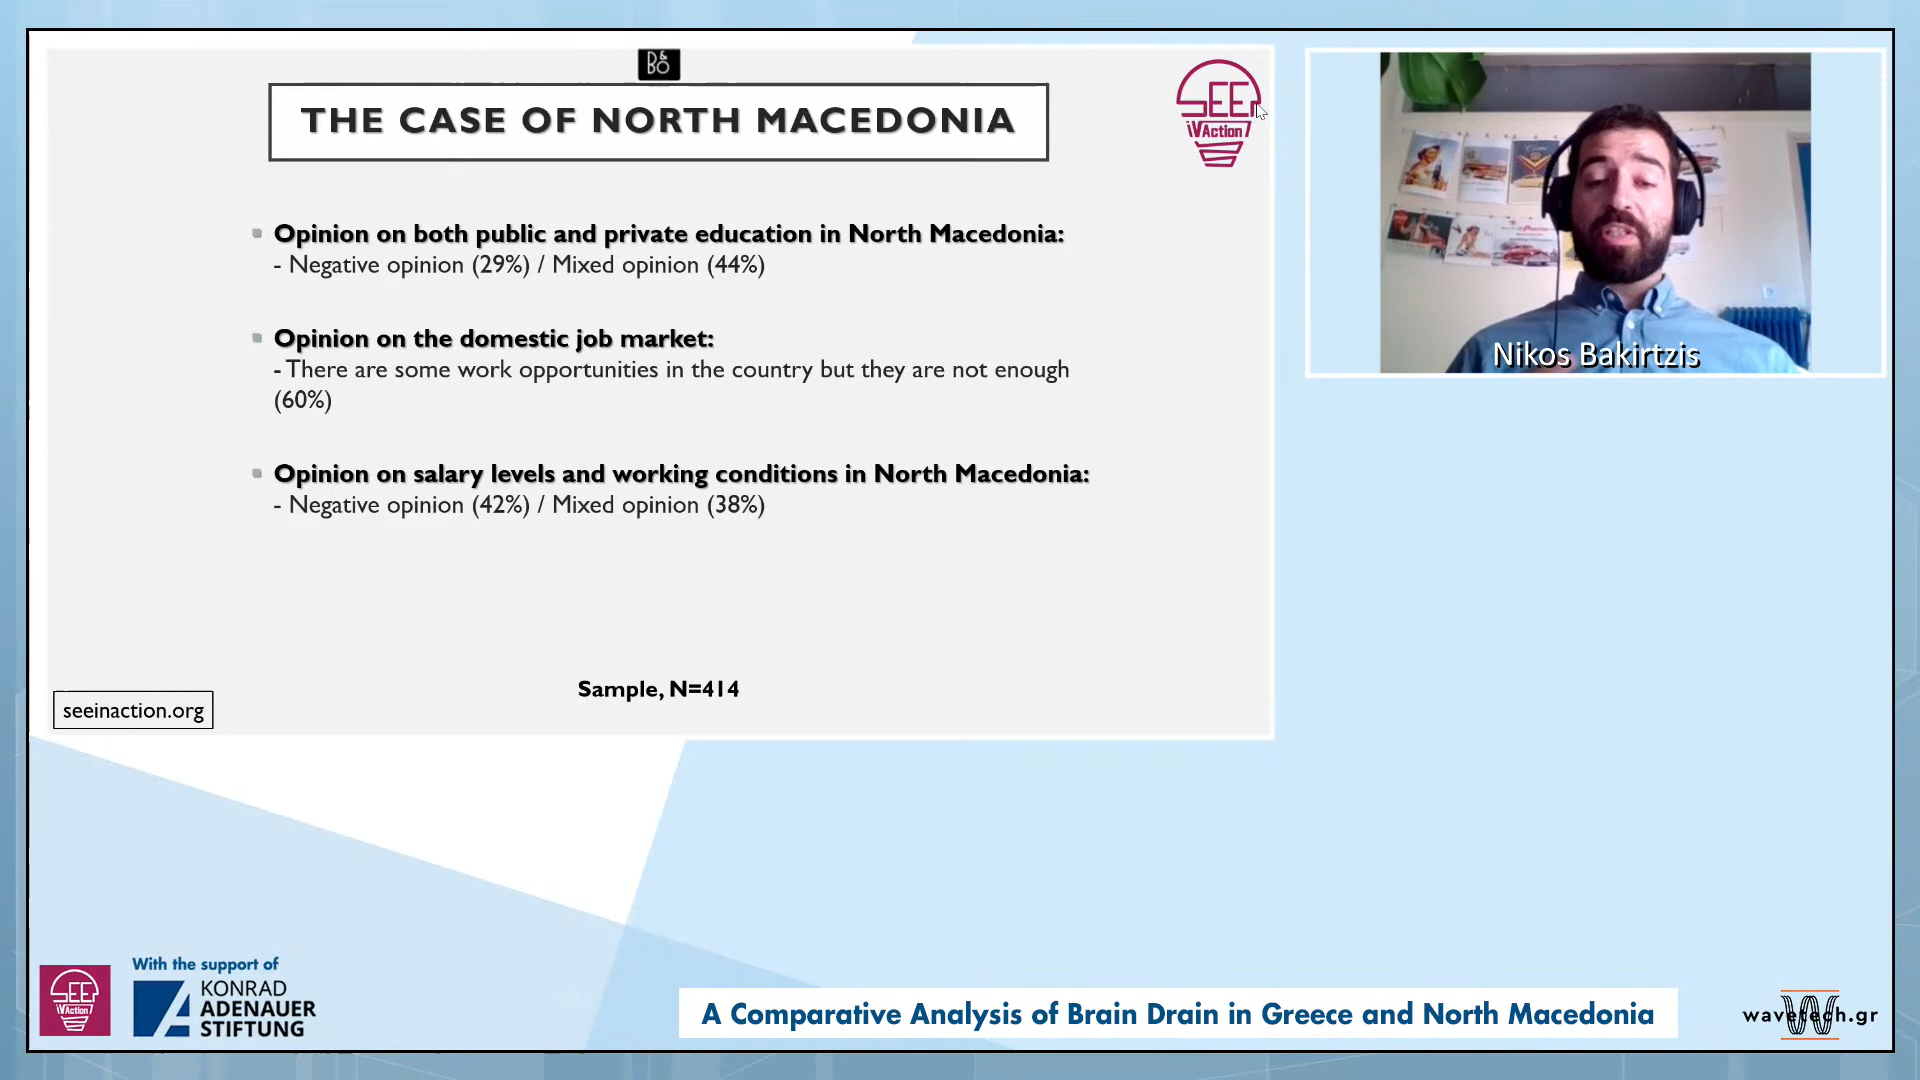 B&O
THE CASE OF NORTH MACEDONIA
SEE
iNAction
Opinion on both public and private education in North Macedonia:
- Negative opinion (29%) / Mixed opinion (44%)
Opinion on the domestic job market:
- There are some work opportunities in the country but they are not enough
(60%)
Opinion on salary levels and working conditions in North Macedonia:
- Negative opinion (42%) / Mixed opinion (38%)
Sample, N=414
seeinaction.org
Nikos Bakirtzis
SEE
iNAction
With the support of
KONRAD
ADENAUER
STIFTUNG
A Comparative Analysis of Brain Drain in Greece and North Macedonia
wavetech.gr